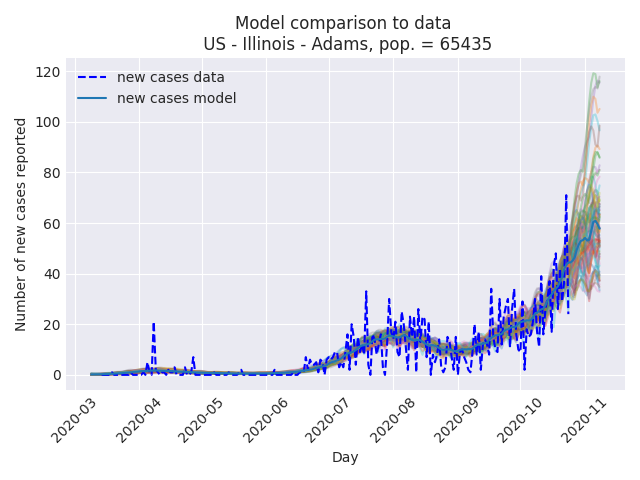 Model comparison to data
US - Illinois - Adams, pop. = 65435
new cases data
new cases model
Number of new cases reported
120
100
80
60
40
20
0
2020-03
2020-04
2020-05
2020-06
2020-07
2020-08
2020-09
2020-10
2020-11
Day